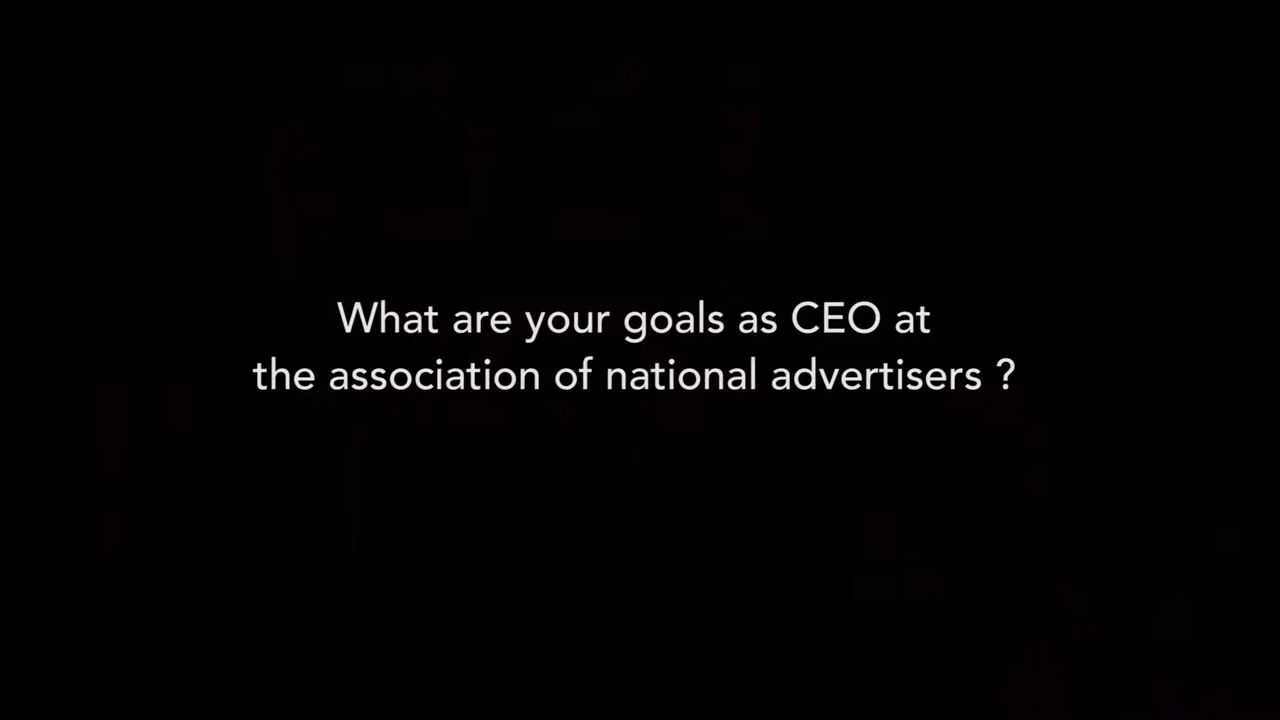 What are your goals as CEO at
the association of national advertisers ?